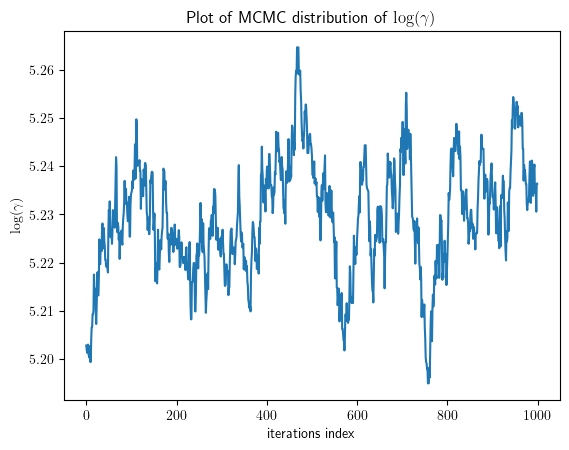 Plot of MCMC distribution of log(γ)
5.26
5.25
5.24
5.23
5.22
5.21
5.20
log(γ)
0 200 400 600 800 1000
iterations index